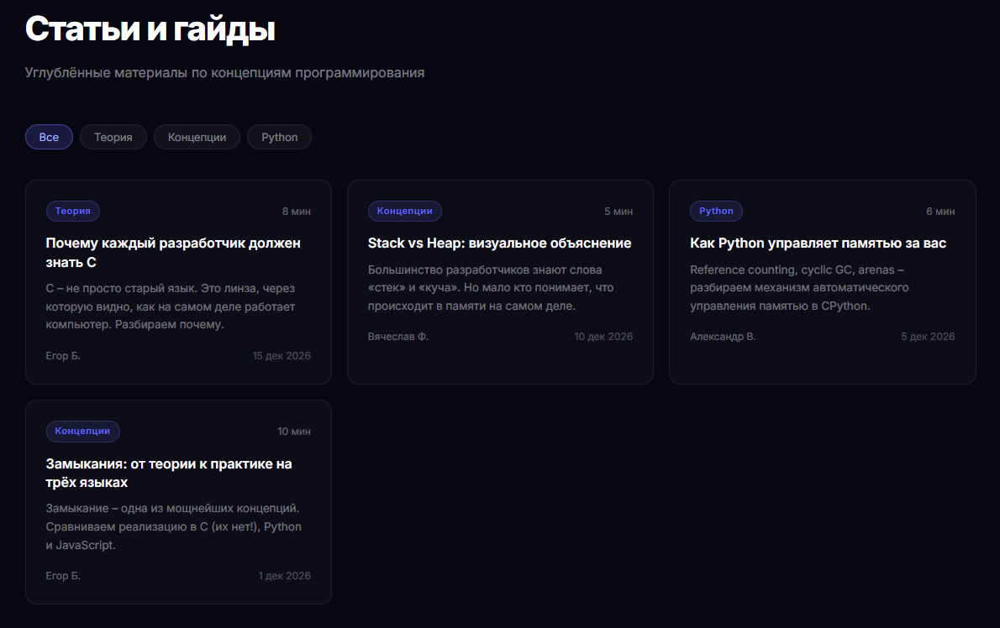 Статьи и гайды
Углублённые материалы по концепциям программирования
Все Теория Концепции Python
Теория 8 мин
Почему каждый разработчик должен
знать C
C – не просто старый язык. Это линза, через
которую видно, как на самом деле работает
компьютер. Разбираем почему.
Егор Б. 15 дек 2026
Концепции 5 мин
Stack vs Heap: визуальное объяснение
Большинство разработчиков знают слова
«стек» и «куча». Но мало кто понимает, что
происходит в памяти на самом деле.
Вячеслав Ф. 10 дек 2026
Python 6 мин
Как Python управляет памятью за вас
Reference counting, cyclic GC, arenas –
разбираем механизм автоматического
управления памятью в CPython.
Александр В. 5 дек 2026
Концепции 10 мин
Замыкания: от теории к практике на
трёх языках
Замыкание – одна из мощнейших концепций.
Сравниваем реализацию в C (их нет!), Python
и JavaScript.
Егор Б. 1 дек 2026